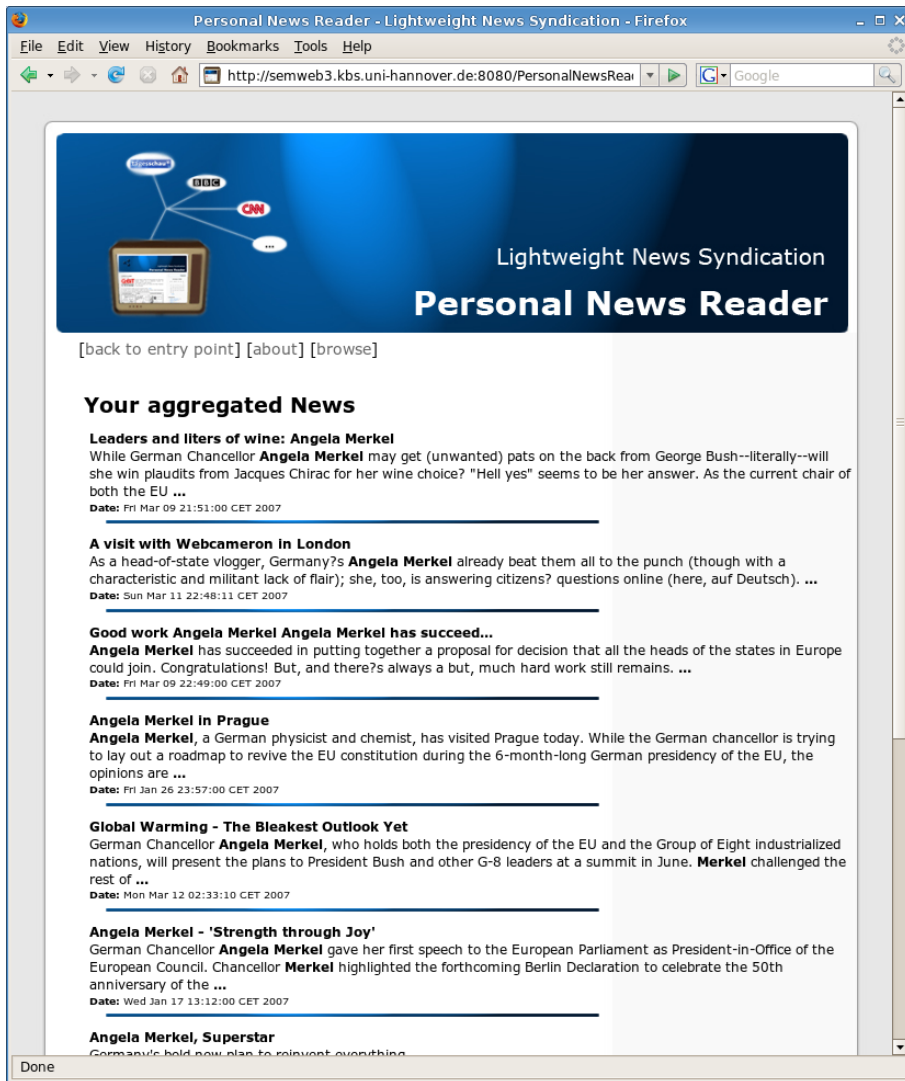 Personal News Reader - Lightweight News Syndication - Firefox
File Edit View History Bookmarks Tools Help
http://semweb3.kbs.uni-hannover.de:8080/PersonalNewsRea
G Google
tagesschau
BBC
CNN
...
Lightweight News Syndication
Personal News Reader
[back to entry point] [about] [browse]
Your aggregated News
Leaders and liters of wine: Angela Merkel
While German Chancellor Angela Merkel may get (unwanted) pats on the back from George Bush--literally--will
she win plaudits from Jacques Chirac for her wine choice? "Hell yes" seems to be her answer. As the current chair of
both the EU ...
Date: Fri Mar 09 21:51:00 CET 2007
A visit with Webcameron in London
As a head-of-state vlogger, Germany?s Angela Merkel already beat them all to the punch (though with a
characteristic and militant lack of flair); she, too, is answering citizens? questions online (here, auf Deutsch). ...
Date: Sun Mar 11 22:48:11 CET 2007
Good work Angela Merkel Angela Merkel has succeed...
Angela Merkel has succeeded in putting together a proposal for decision that all the heads of the states in Europe
could join. Congratulations! But, and there?s always a but, much hard work still remains. ...
Date: Fri Mar 09 22:49:00 CET 2007
Angela Merkel in Prague
Angela Merkel, a German physicist and chemist, has visited Prague today. While the German chancellor is trying
to lay out a roadmap to revive the EU constitution during the 6-month-long German presidency of the EU, the
opinions are ...
Date: Fri Jan 26 23:57:00 CET 2007
Global Warming - The Bleakest Outlook Yet
German Chancellor Angela Merkel, who holds both the presidency of the EU and the Group of Eight industrialized
nations, will present the plans to President Bush and other G-8 leaders at a summit in June. Merkel challenged the
rest of ...
Date: Mon Mar 12 02:33:10 CET 2007
Angela Merkel - 'Strength through Joy'
German Chancellor Angela Merkel gave her first speech to the European Parliament as President-in-Office of the
European Council. Chancellor Merkel highlighted the forthcoming Berlin Declaration to celebrate the 50th
anniversary of the ...
Date: Wed Jan 17 13:12:00 CET 2007
Angela Merkel, Superstar
Germany's bold new plan to reinvent everything
Done